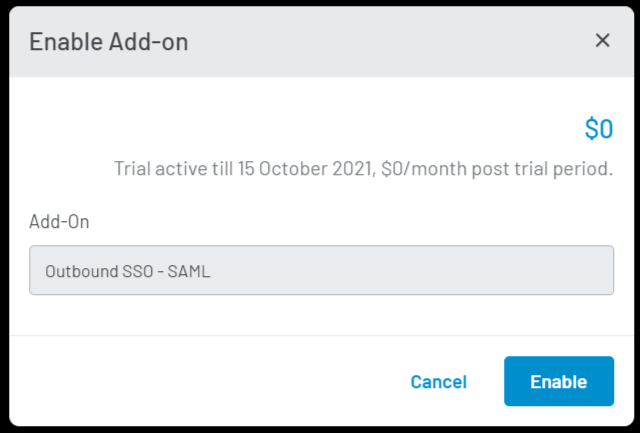 Enable Add-on ×
$0
Trial active till 15 October 2021, $0/month post trial period.
Add-On
Outbound SSO - SAML
Cancel Enable